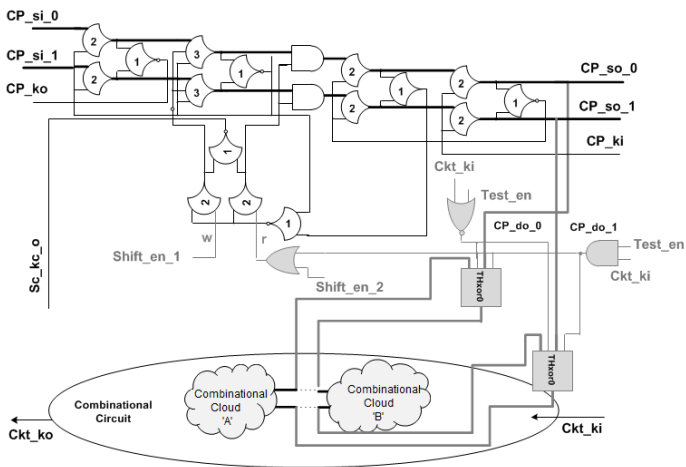 CP_si_0
2
3
1
1
2
2
CP_so_0
CP_si_1
2
3
1
1
CP_ko
2
2
CP_so_1
CP_ki
1
Ckt_ki
Test_en
2
2
1
w
r
CP_do_0
CP_do_1
Test_en
Shift_en_1
Sc_kc_o
Shift_en_2
Ckt_ki
THxor0
THxor0
Combinational
Cloud
'A'
Combinational
Cloud
'B'
Combinational
Circuit
Ckt_ko
Ckt_ki